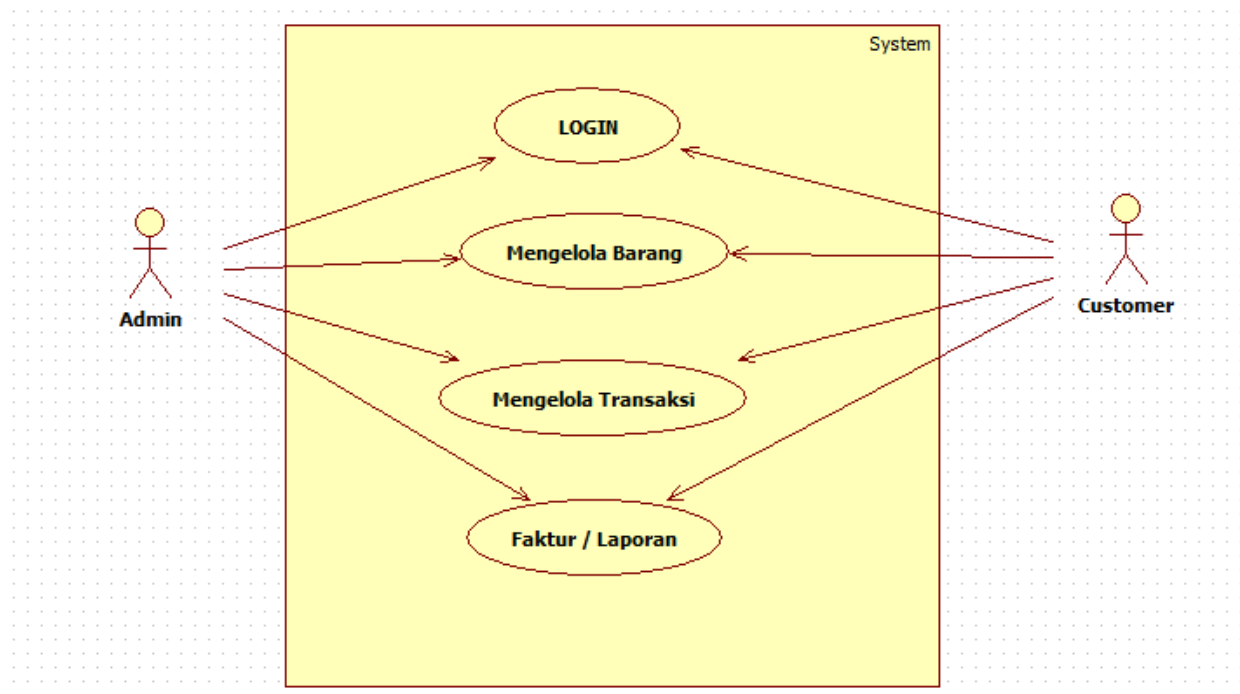 System
LOGIN
Mengelola Barang
Admin
Customer
Mengelola Transaksi
Faktur / Laporan